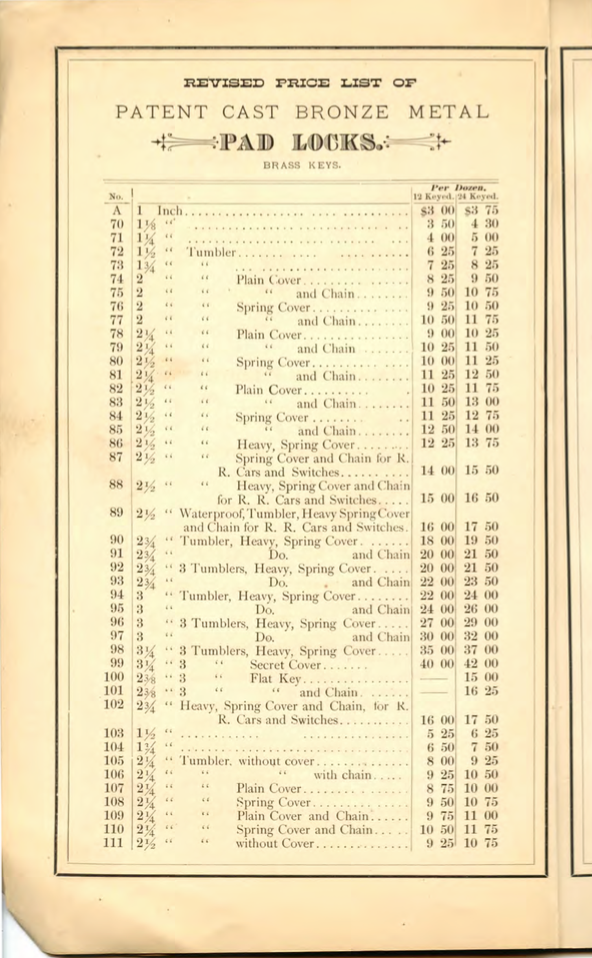 REVISED PRICE LIST OF
PATENT CAST BRONZE METAL
PAD LOCKS.
BRASS KEYS.
Per Dozen.
No. 12 Keyed. 24 Keyed.
A 1 Inch $3 00 $3 75
70 1⅛ " 3 50 4 30
71 1¼ " 4 00 5 00
72 1½ " Tumbler 6 25 7 25
73 1¾ " " 7 25 8 25
74 2 " " Plain Cover 8 25 9 50
75 2 " " " and Chain 9 50 10 75
76 2 " " Spring Cover 9 25 10 50
77 2 " " " and Chain 10 50 11 75
78 2¼ " " Plain Cover 9 00 10 25
79 2¼ " " " and Chain 10 25 11 50
80 2½ " " Spring Cover 10 00 11 25
81 2¼ " " " and Chain 11 25 12 50
82 2½ " " Plain Cover 10 25 11 75
83 2½ " " " and Chain 11 50 13 00
84 2½ " " Spring Cover 11 25 12 75
85 2½ " " " and Chain 12 50 14 00
86 2½ " " Heavy, Spring Cover 12 25 13 75
87 2½ " " Spring Cover and Chain for R.
R. Cars and Switches 14 00 15 50
88 2½ " " Heavy, Spring Cover and Chain
for R. R. Cars and Switches 15 00 16 50
89 2½ " Waterproof, Tumbler, Heavy Spring Cover
and Chain for R. R. Cars and Switches. 16 00 17 50
90 2¾ " Tumbler, Heavy, Spring Cover 18 00 19 50
91 2¾ " Do. and Chain 20 00 21 50
92 2¾ " 3 Tumblers, Heavy, Spring Cover 20 00 21 50
93 2¾ " Do. and Chain 22 00 23 50
94 3 " Tumbler, Heavy, Spring Cover 22 00 24 00
95 3 " Do. and Chain 24 00 26 00
96 3 " 3 Tumblers, Heavy, Spring Cover 27 00 29 00
97 3 " Do. and Chain 30 00 32 00
98 3¼ " 3 Tumblers, Heavy, Spring Cover 35 00 37 00
99 3¼ " 3 " Secret Cover 40 00 42 00
100 2⅜ " 3 " Flat Key — 15 00
101 2⅜ " 3 " " and Chain — 16 25
102 2¾ " Heavy, Spring Cover and Chain, for R.
R. Cars and Switches 16 00 17 50
103 1½ " 5 25 6 25
104 1¾ " 6 50 7 50
105 2¼ " Tumbler, without cover 8 00 9 25
106 2¼ " " " with chain 9 25 10 50
107 2¼ " " Plain Cover 8 75 10 00
108 2¼ " " Spring Cover 9 50 10 75
109 2¼ " " Plain Cover and Chain 9 75 11 00
110 2¼ " " Spring Cover and Chain 10 50 11 75
111 2½ " " without Cover 9 25 10 75